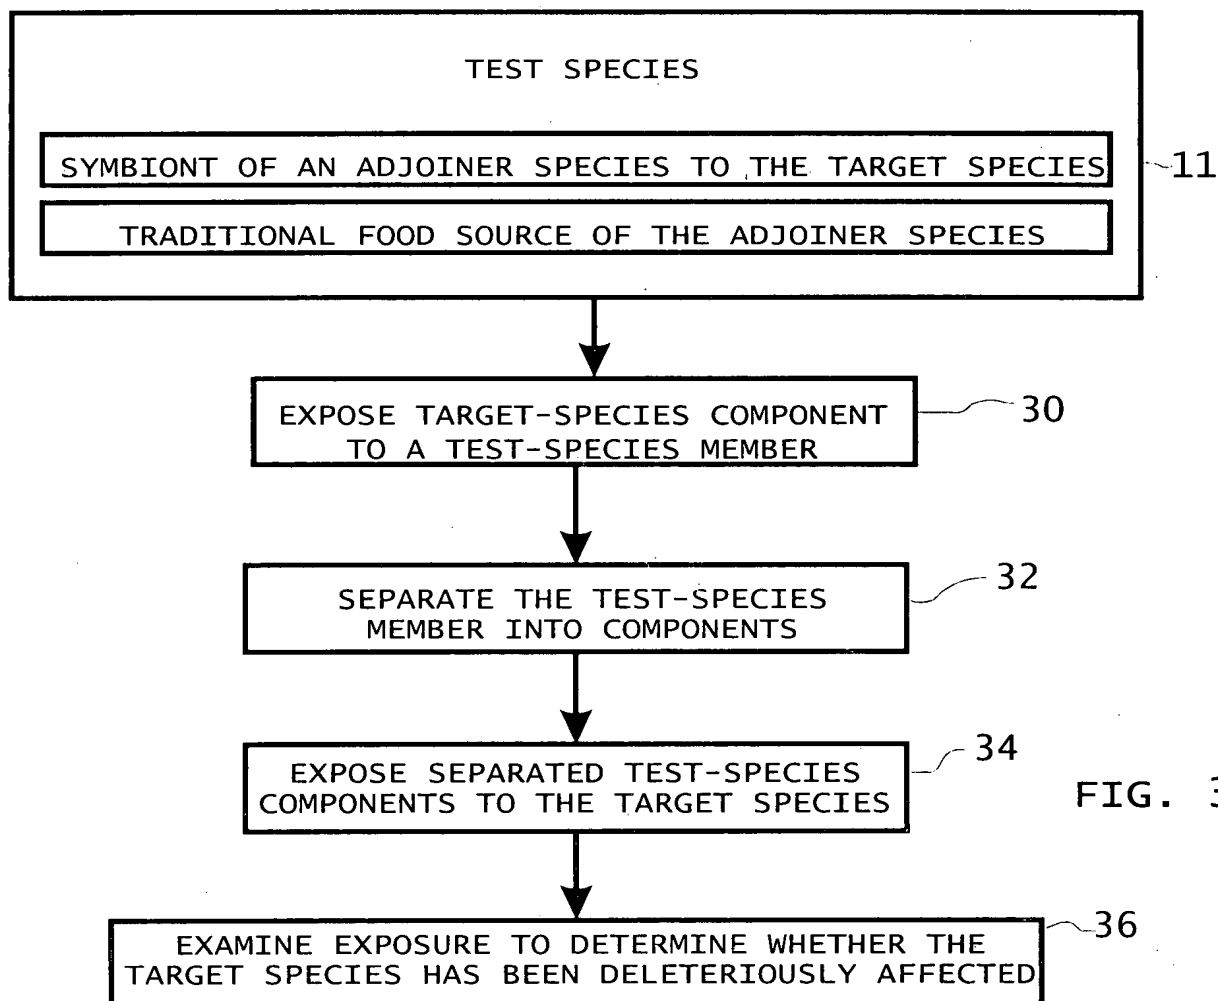 TEST SPECIES
SYMBIONT OF AN ADJOINER SPECIES TO THE TARGET SPECIES
11
TRADITIONAL FOOD SOURCE OF THE ADJOINER SPECIES
EXPOSE TARGET-SPECIES COMPONENT
TO A TEST-SPECIES MEMBER
30
SEPARATE THE TEST-SPECIES
MEMBER INTO COMPONENTS
32
EXPOSE SEPARATED TEST-SPECIES
COMPONENTS TO THE TARGET SPECIES
34
FIG. 3
EXAMINE EXPOSURE TO DETERMINE WHETHER THE
TARGET SPECIES HAS BEEN DELETERIOUSLY AFFECTED
36